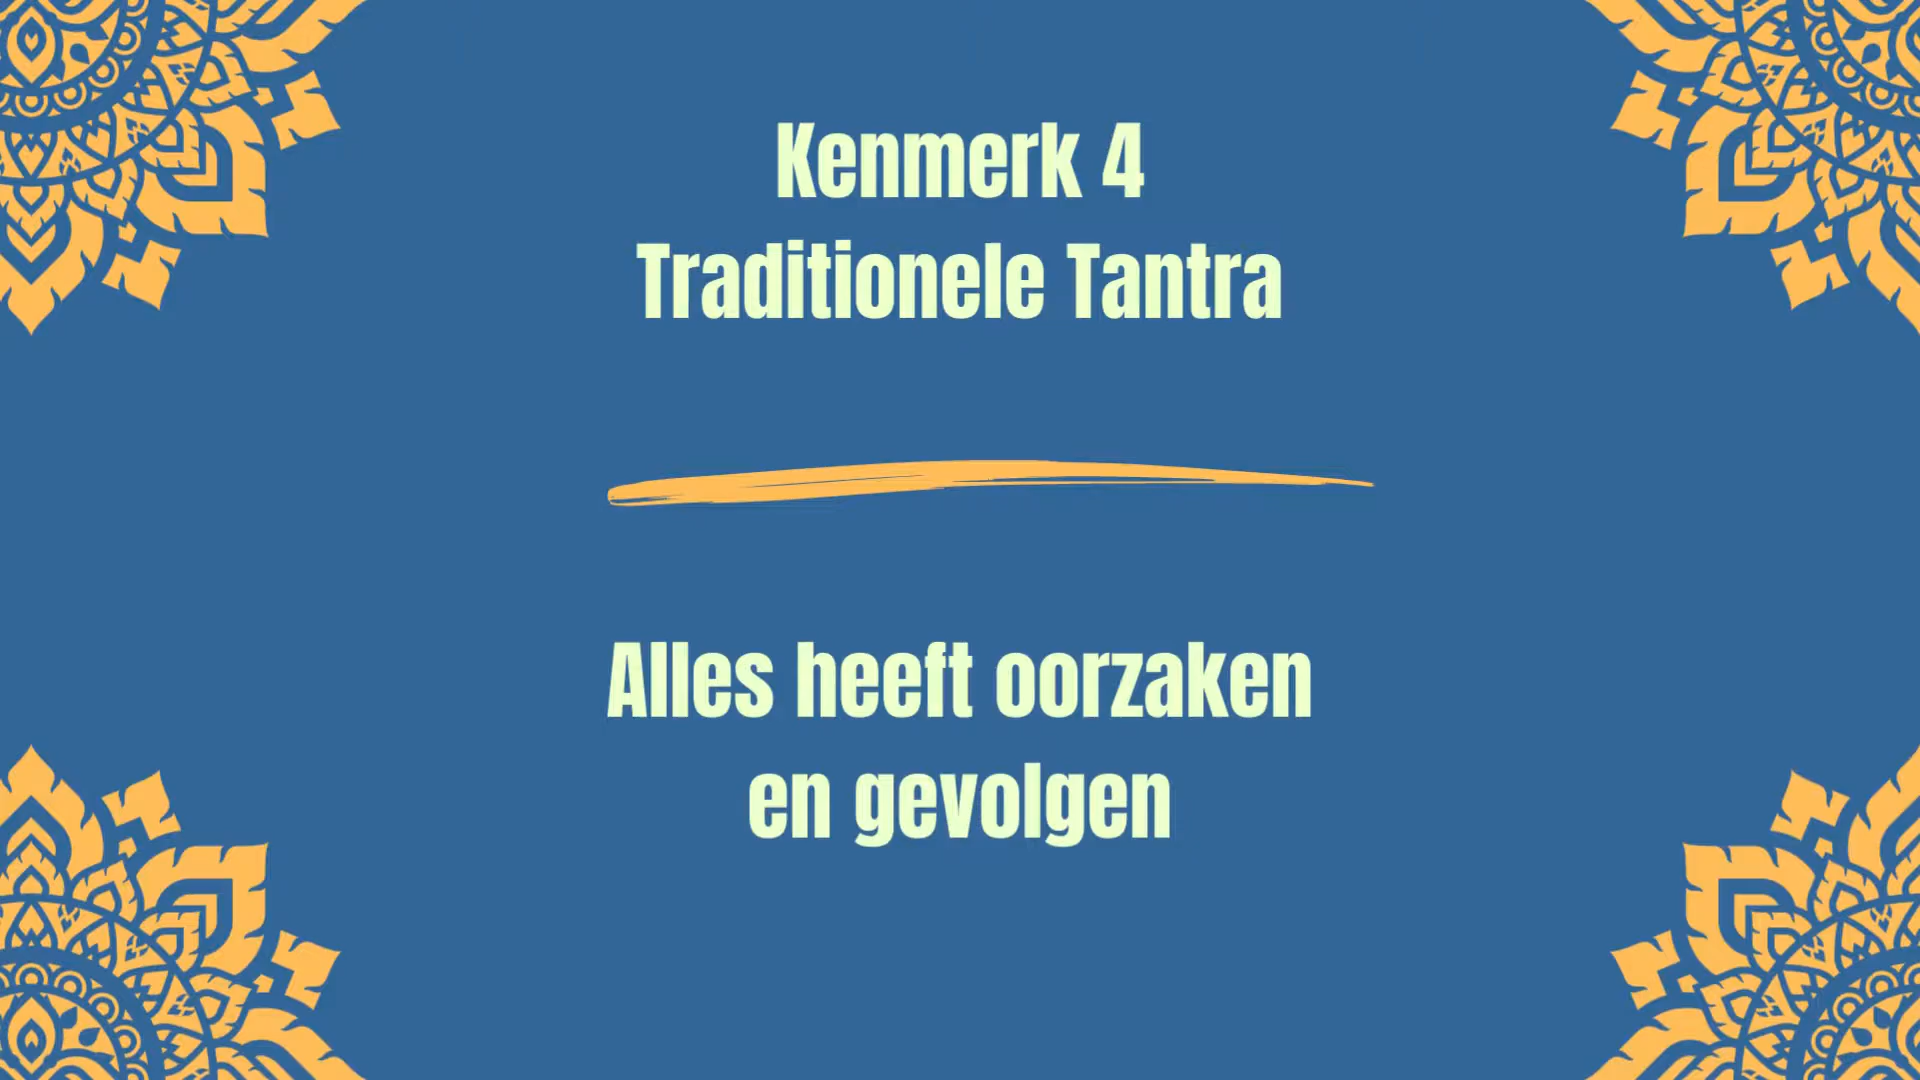 Kenmerk 4
Traditionele Tantra
Alles heeft oorzaken
en gevolgen